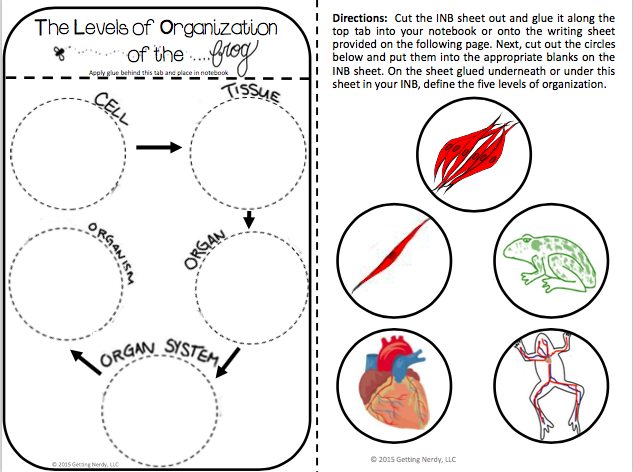 The Levels of Organization
of the ....frog
Apply glue behind this tab and place in notebook
CELL
TISSUE
ORGANISM
ORGAN
ORGAN SYSTEM
© 2015 Getting Nerdy, LLC
Directions: Cut the INB sheet out and glue it along the
top tab into your notebook or onto the writing sheet
provided on the following page. Next, cut out the circles
below and put them into the appropriate blanks on the
INB sheet. On the sheet glued underneath or under this
sheet in your INB, define the five levels of organization.
© 2015 Getting Nerdy, LLC